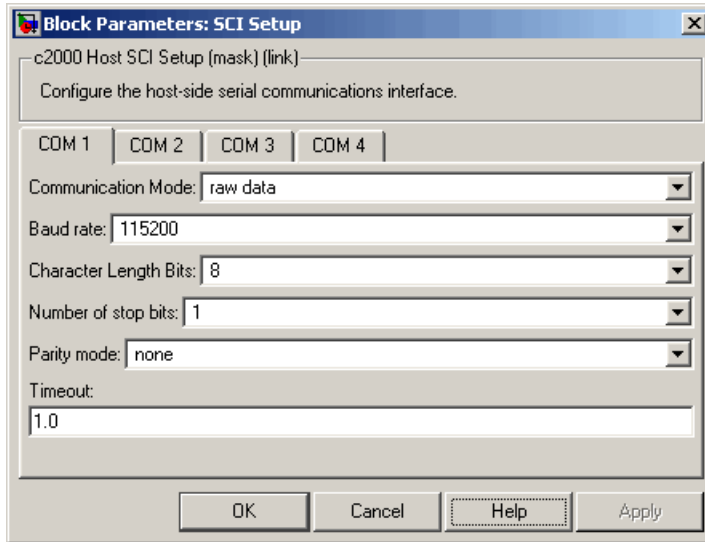 Block Parameters: SCI Setup
c2000 Host SCI Setup (mask) (link)
Configure the host-side serial communications interface.
COM 1 COM 2 COM 3 COM 4
Communication Mode: raw data
Baud rate: 115200
Character Length Bits: 8
Number of stop bits: 1
Parity mode: none
Timeout:
1.0
OK Cancel Help Apply